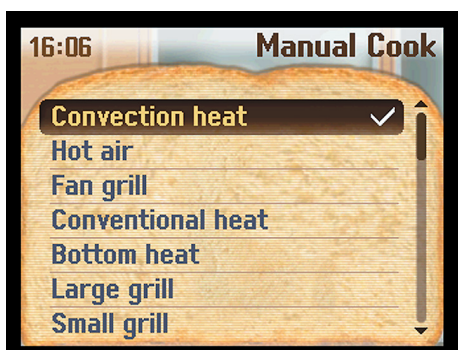 16:06 Manual Cook
Convection heat
Hot air
Fan grill
Conventional heat
Bottom heat
Large grill
Small grill